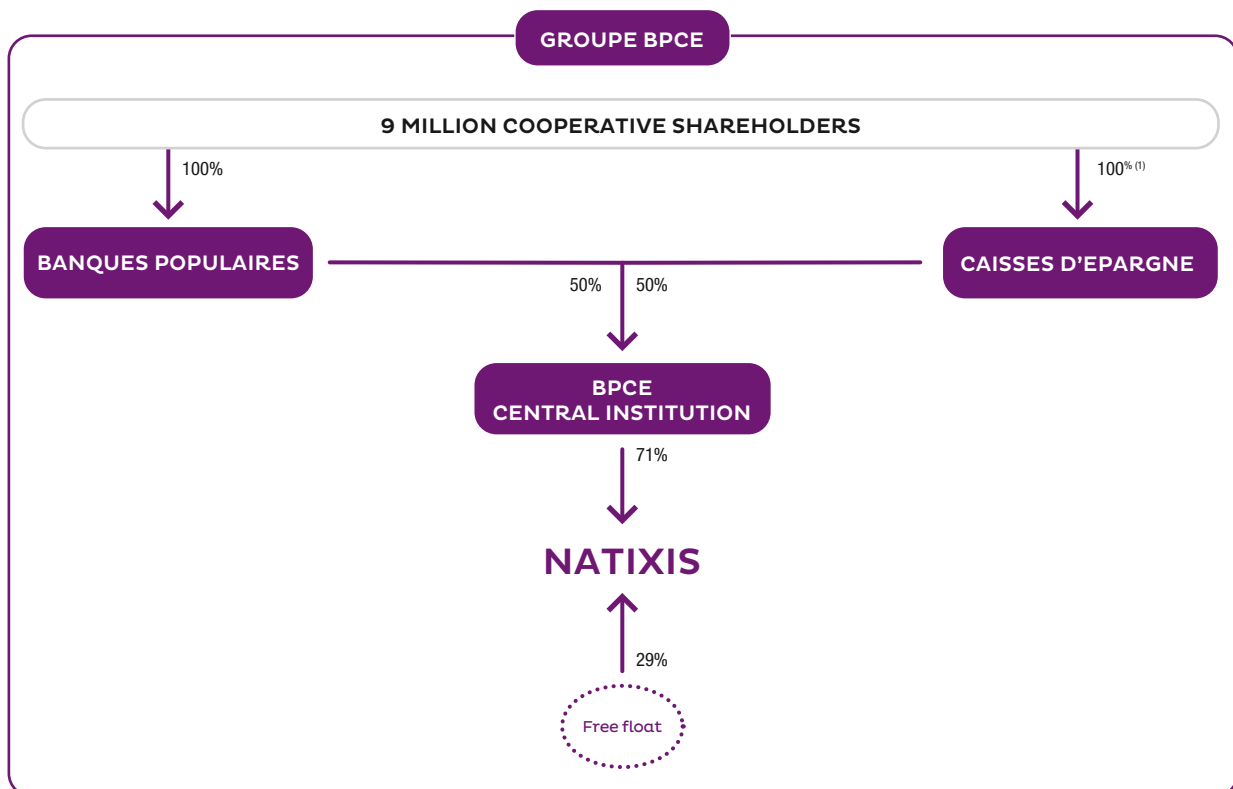 GROUPE BPCE
9 MILLION COOPERATIVE SHAREHOLDERS
100%
100% (1)
BANQUES POPULAIRES
CAISSES D'EPARGNE
50%
50%
BPCE
CENTRAL INSTITUTION
71%
NATIXIS
29%
Free float